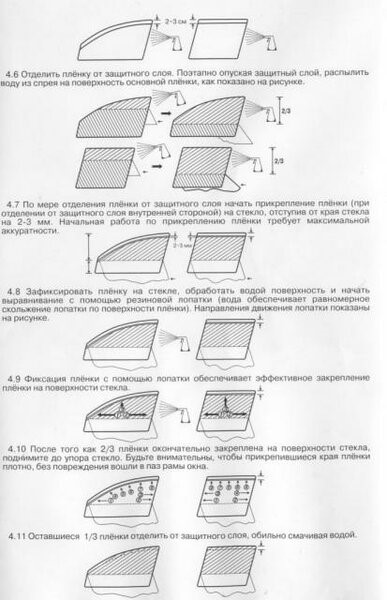 2-3 см
4.6 Отделить плёнку от защитного слоя. Поэтапно опуская защитный слой, распылить
воду из спрея на поверхность основной плёнки, как показано на рисунке.
2/3
2/3
4.7 По мере отделения плёнки от защитного слоя начать прикрепление плёнки (при
отделении от защитного слоя внутренней стороной) на стекло, отступив от края стекла
на 2-3 мм. Начальная работа по прикреплению плёнки требует максимальной
аккуратности.
2-3 мм
4.8 Зафиксировать плёнку на стекле, обработать водой поверхность и начать
выравнивание с помощью резиновой лопатки (вода обеспечивает равномерное
скольжение лопатки по поверхности плёнки). Направления движения лопатки показаны
на рисунке.
4.9 Фиксация плёнки с помощью лопатки обеспечивает эффективное закрепление
плёнки на поверхности стекла.
4.10 После того как 2/3 плёнки окончательно закреплена на поверхности стекла,
поднимите до упора стекло. Будьте внимательны, чтобы прикрепившиеся края плёнки
плотно, без повреждения вошли в паз рамы окна.
4.11 Оставшиеся 1/3 плёнки отделить от защитного слоя, обильно смачивая водой.